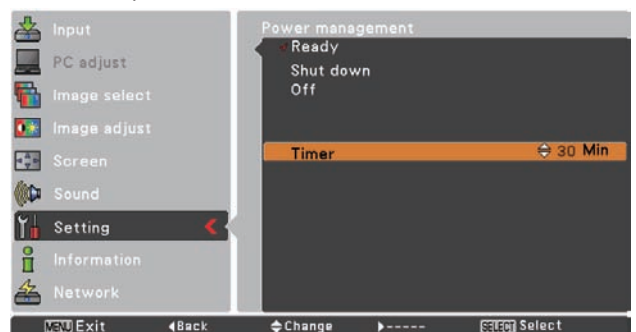 Input
PC adjust
Image select
Image adjust
Screen
Sound
Setting
Information
Network
Power management
Ready
Shut down
Off
Timer 30 Min
MENU Exit Back Change ----- SELECT Select